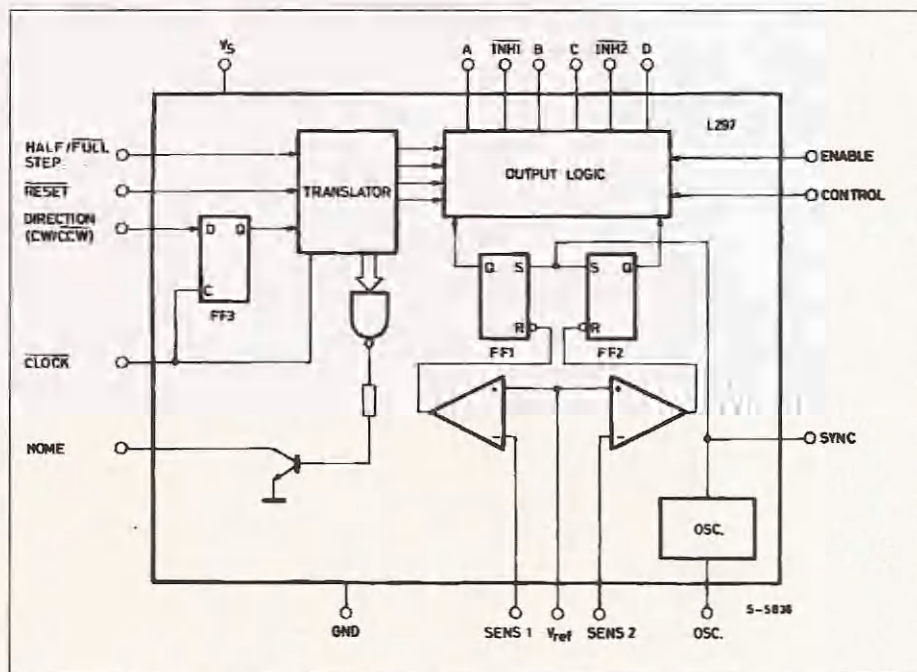 Vs
A INH1 B C INH2 D
L297
HALF/FULL
STEP
RESET
DIRECTION
(CW/CCW)
TRANSLATOR
OUTPUT LOGIC
ENABLE
CONTROL
D Q
C
FF3
Q S
R
FF1
S Q
R
FF2
CLOCK
HOME
+
−
+
−
SYNC
OSC.
S-5836
GND
SENS 1
Vref
SENS 2
OSC.